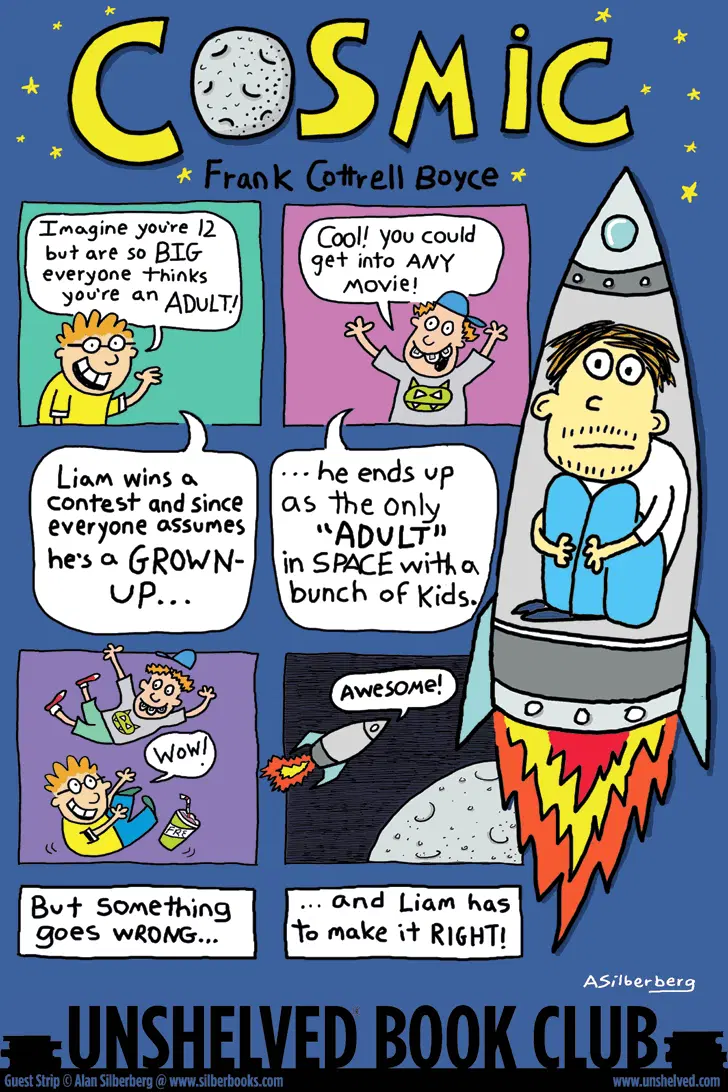 COSMiC
Frank Cottrell Boyce
Imagine you're 12
but are so BIG
everyone thinks
you're an ADULT!
Cool! you could
get into ANY
movie!
Liam wins a
contest and since
everyone assumes
he's a GROWN-
UP...
...he ends up
as the only
"ADULT"
in SPACE with a
bunch of kids.
WOW!
FRE
AWESOME!
But something
goes WRONG...
...and Liam has
to make it RIGHT!
ASilberberg
UNSHELVED BOOK CLUB
Guest Strip © Alan Silberberg @ www.silberbooks.com
www.unshelved.com